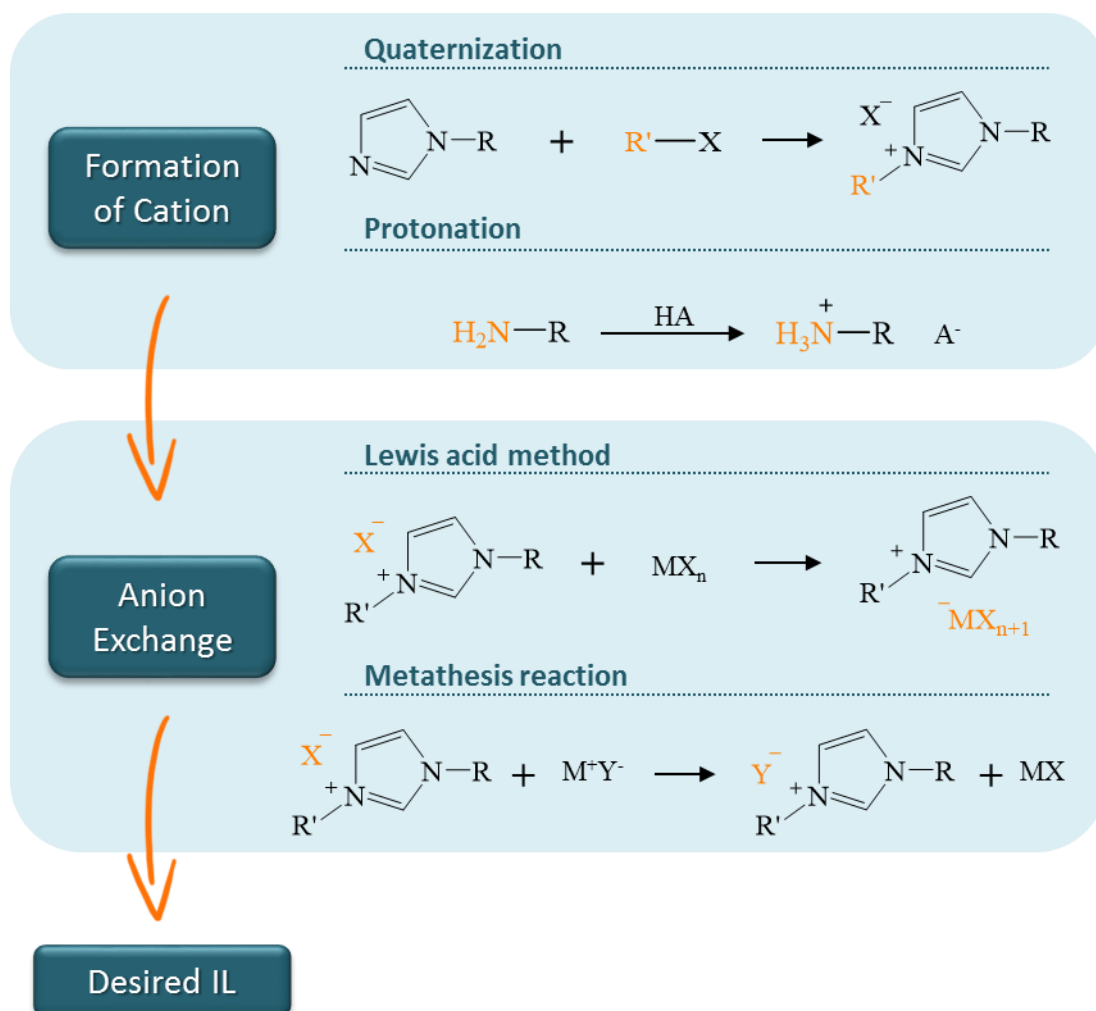 Quaternization
Formation
of Cation
N N—R + R'—X X⁻ R' N⁺ N—R
Protonation
H₂N—R HA H₃N⁺—R A⁻
Lewis acid method
Anion
Exchange
X⁻ R' N⁺ N—R + MXₙ R' N⁺ N—R ⁻MXₙ₊₁
Metathesis reaction
X⁻ R' N⁺ N—R + M⁺Y⁻ Y⁻ R' N⁺ N—R + MX
Desired IL